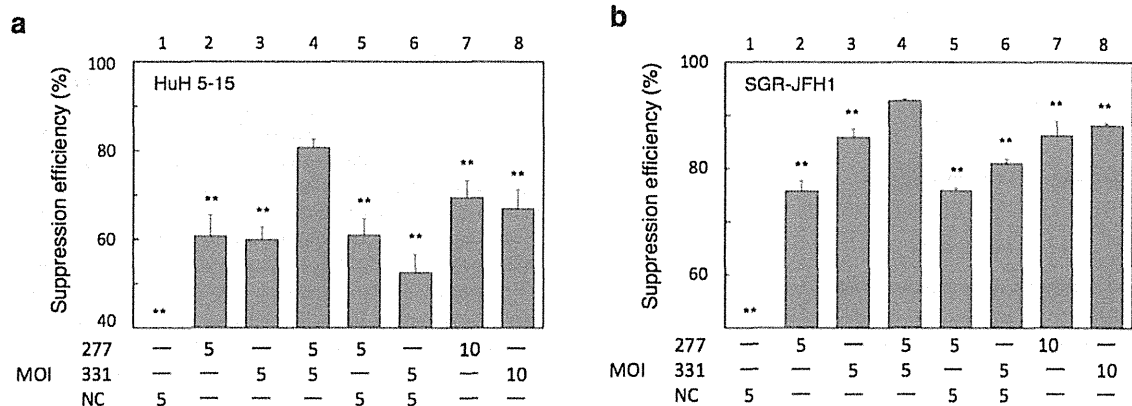 a
1 2 3 4 5 6 7 8
Suppression efficiency (%)
100
80
60
40
HuH 5-15
** ** ** ** ** ** **
277 — 5 — 5 5 — 10 —
MOI 331 — — 5 5 — 5 — 10
NC 5 — — — 5 5 — —
b
1 2 3 4 5 6 7 8
Suppression efficiency (%)
100
80
60
SGR-JFH1
** ** ** ** ** ** **
277 — 5 — 5 5 — 10 —
MOI 331 — — 5 5 — 5 — 10
NC 5 — — — 5 5 — —